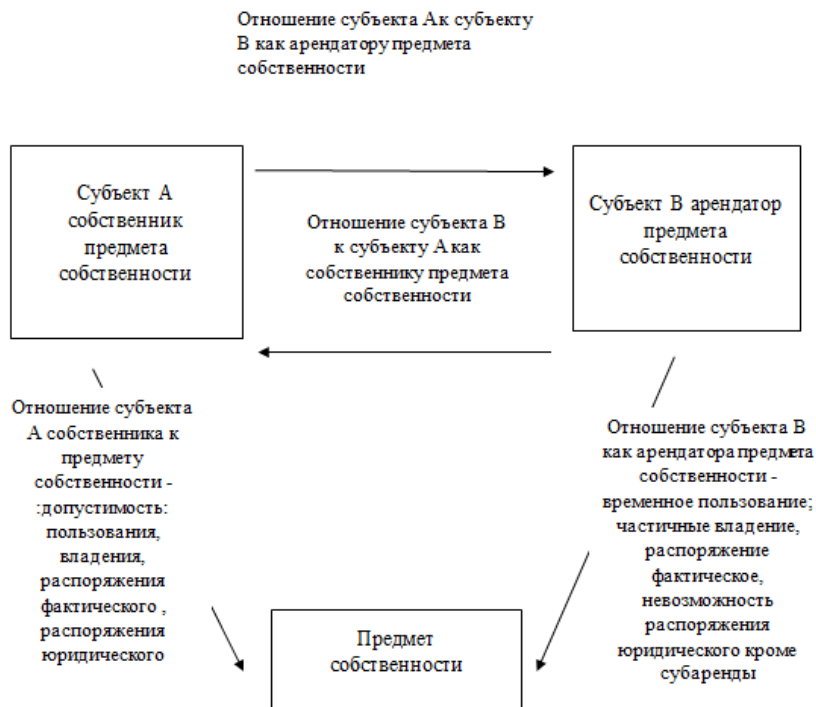 Отношение субъекта А к субъекту
В как арендатору предмета
собственности
Субъект А
собственник
предмета
собственности
Отношение субъекта В
к субъекту А как
собственнику предмета
собственности
Субъект В арендатор
предмета
собственности
Отношение субъекта
А собственника к
предмету
собственности -
:допустимость:
пользования,
владения,
распоряжения
фактического ,
распоряжения
юридического
Отношение субъекта В
как арендатора предмета
собственности -
временное пользование;
частичные владение,
распоряжение
фактическое,
невозможность
распоряжения
юридического кроме
субаренды
Предмет
собственности